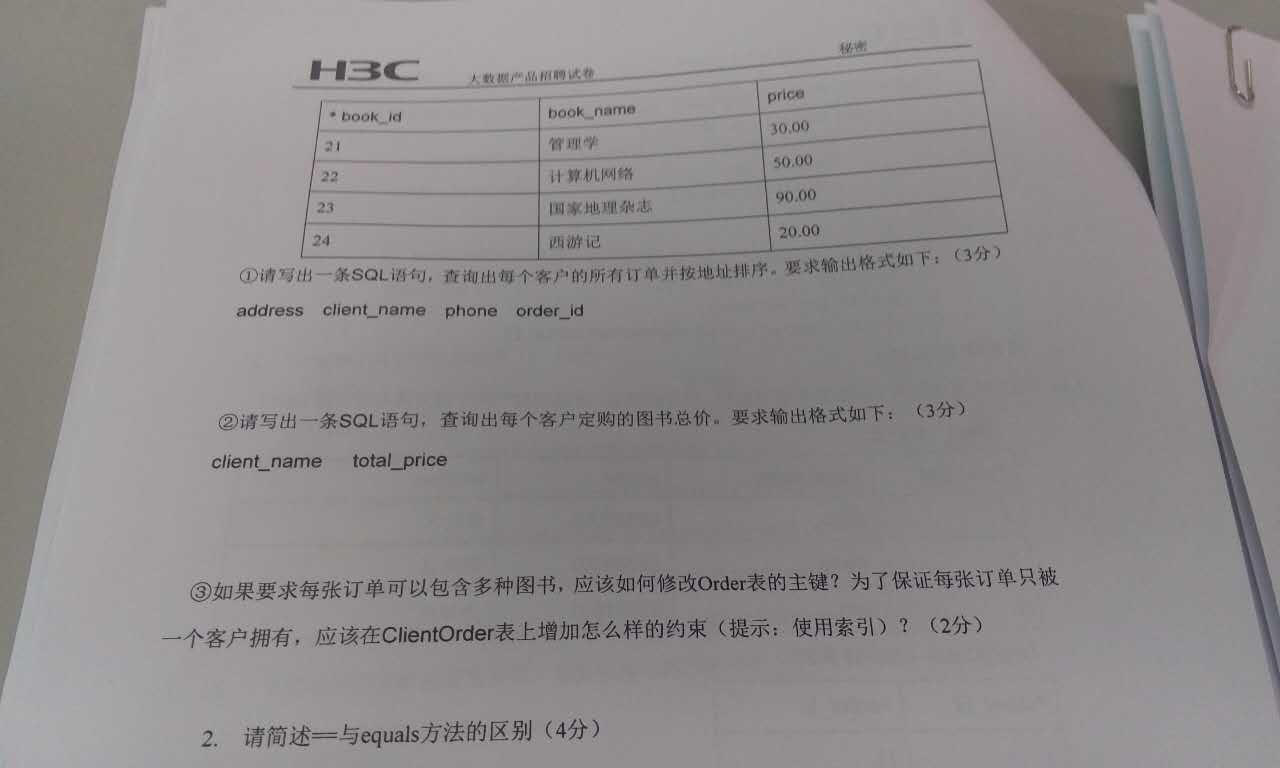 秘密
H3C 大数据产品招聘试卷
* book_id book_name price
21 管理学 30.00
22 计算机网络 50.00
23 国家地理杂志 90.00
24 西游记 20.00
①请写出一条SQL语句，查询出每个客户的所有订单并按地址排序。要求输出格式如下：（3分）
address client_name phone order_id
②请写出一条SQL语句，查询出每个客户定购的图书总价。要求输出格式如下：（3分）
client_name total_price
③如果要求每张订单可以包含多种图书，应该如何修改Order表的主键？为了保证每张订单只被
一个客户拥有，应该在ClientOrder表上增加怎么样的约束（提示：使用索引）？（2分）
2. 请简述==与equals方法的区别（4分）